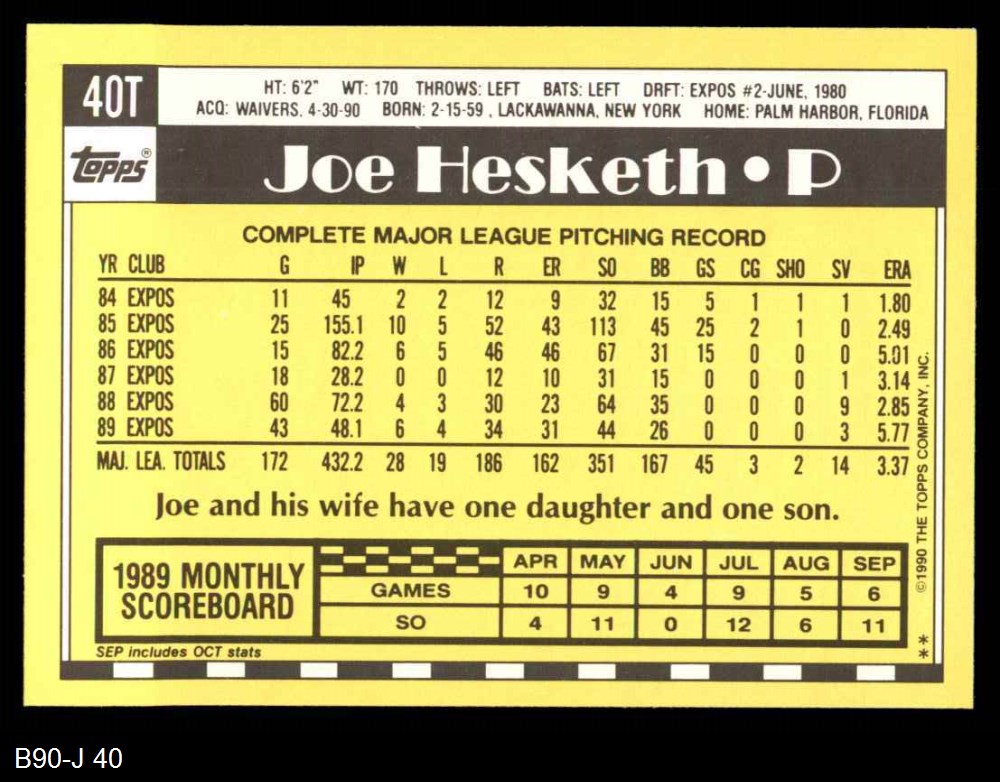 40T
HT: 6'2" WT: 170 THROWS: LEFT BATS: LEFT DRFT: EXPOS #2-JUNE, 1980
ACQ: WAIVERS. 4-30-90 BORN: 2-15-59 , LACKAWANNA, NEW YORK HOME: PALM HARBOR, FLORIDA
topps®
Joe Hesketh • P
COMPLETE MAJOR LEAGUE PITCHING RECORD
YR CLUB G IP W L R ER SO BB GS CG SHO SV ERA
84 EXPOS 11 45 2 2 12 9 32 15 5 1 1 1 1.80
85 EXPOS 25 155.1 10 5 52 43 113 45 25 2 1 0 2.49
86 EXPOS 15 82.2 6 5 46 46 67 31 15 0 0 0 5.01
87 EXPOS 18 28.2 0 0 12 10 31 15 0 0 0 1 3.14
88 EXPOS 60 72.2 4 3 30 23 64 35 0 0 0 9 2.85
89 EXPOS 43 48.1 6 4 34 31 44 26 0 0 0 3 5.77
MAJ. LEA. TOTALS 172 432.2 28 19 186 162 351 167 45 3 2 14 3.37
Joe and his wife have one daughter and one son.
1989 MONTHLY
SCOREBOARD
APR MAY JUN JUL AUG SEP
GAMES 10 9 4 9 5 6
SO 4 11 0 12 6 11
SEP includes OCT stats
©1990 THE TOPPS COMPANY, INC.
**
B90-J 40